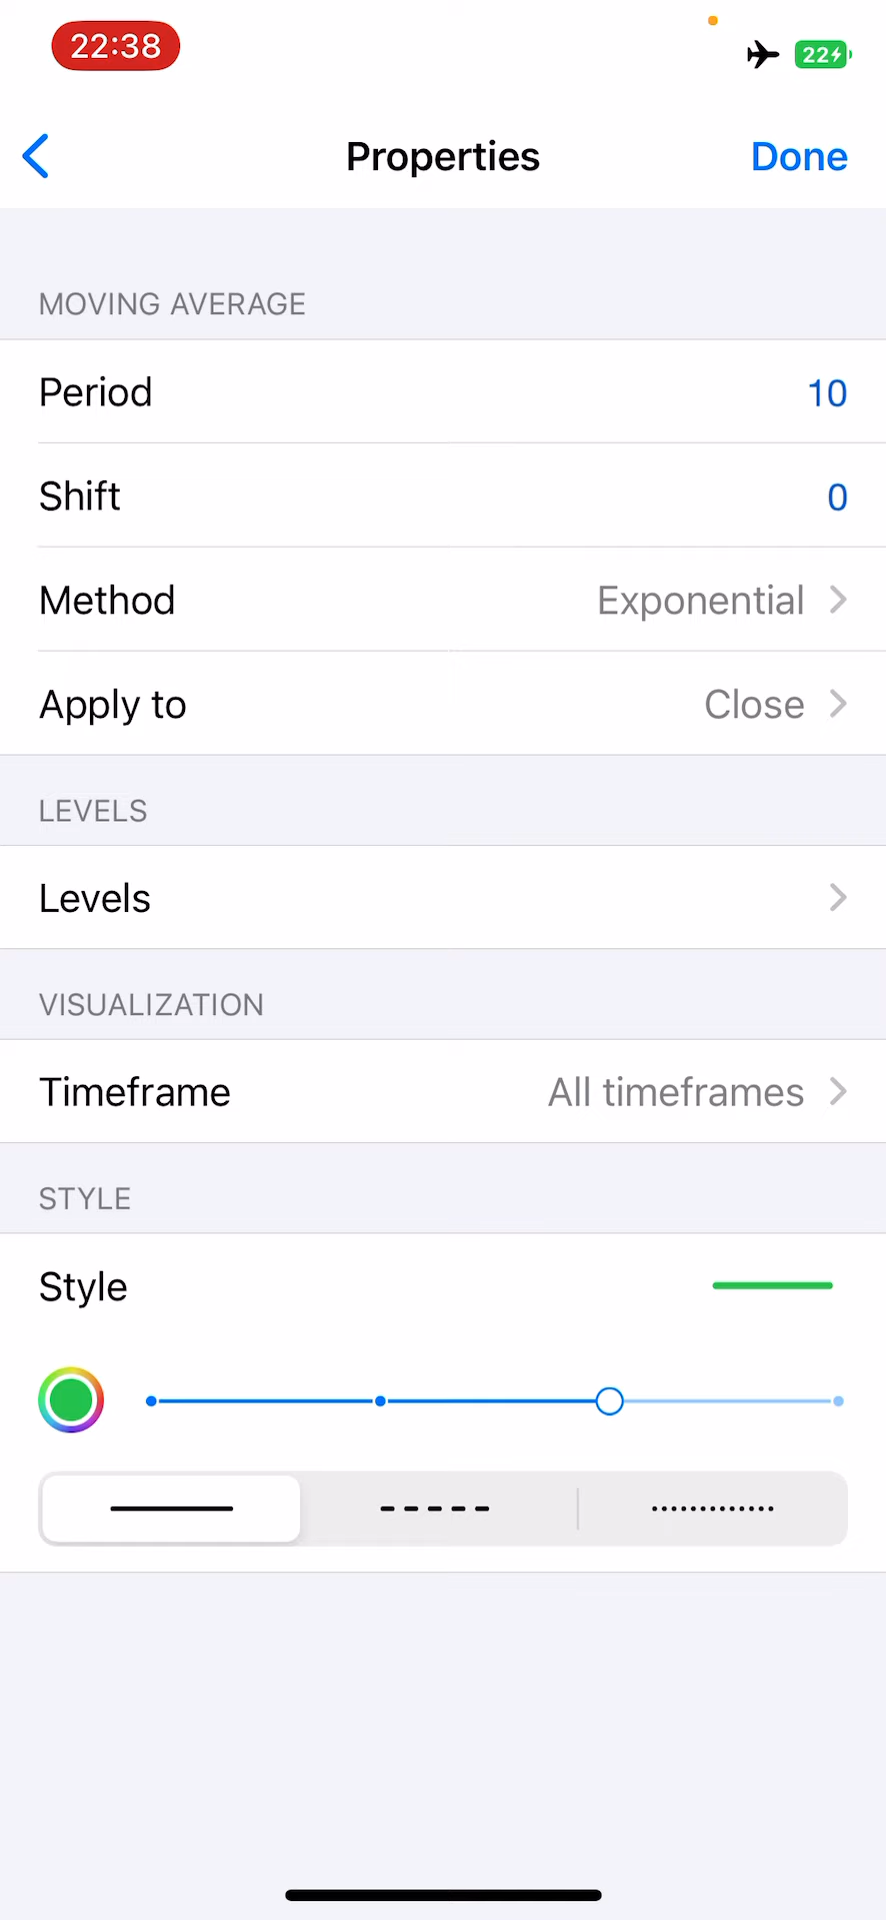 22:38
22
Properties
Done
MOVING AVERAGE
Period 10
Shift 0
Method Exponential
Apply to Close
LEVELS
Levels
VISUALIZATION
Timeframe All timeframes
STYLE
Style